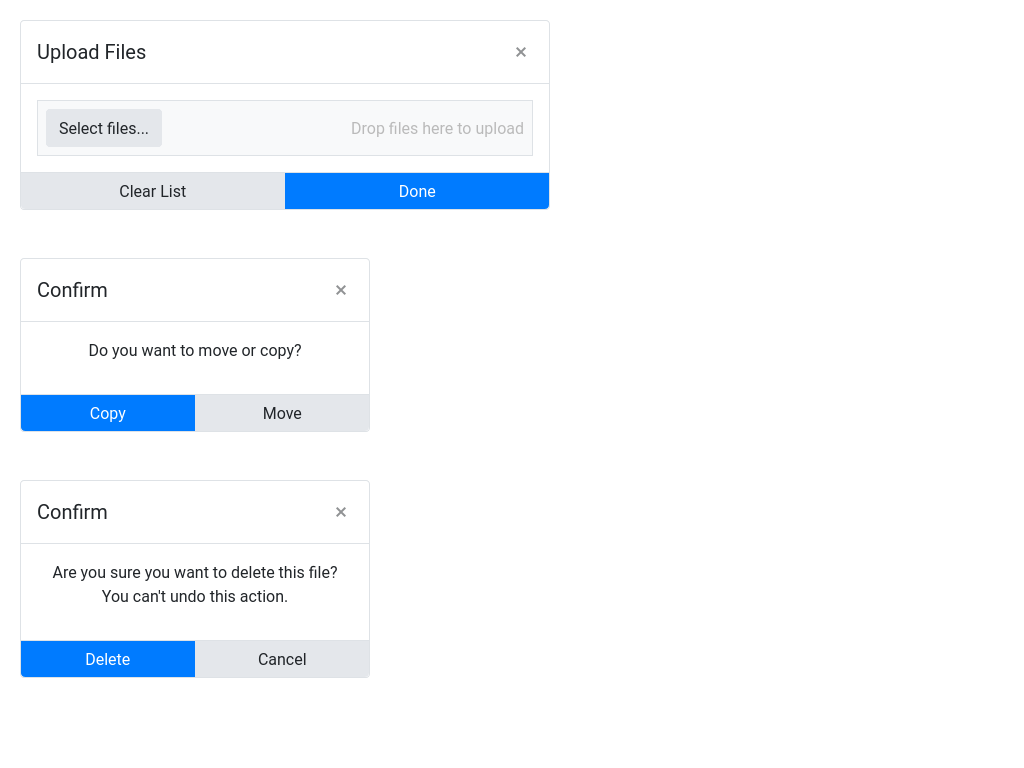 Upload Files
Select files... Drop files here to upload
Clear List Done
Confirm
Do you want to move or copy?
Copy Move
Confirm
Are you sure you want to delete this file?
You can't undo this action.
Delete Cancel